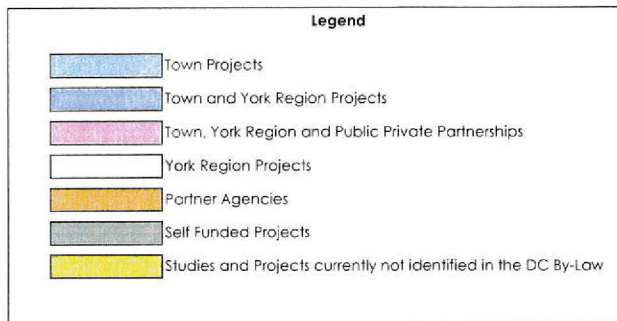 Legend
Town Projects
Town and York Region Projects
Town, York Region and Public Private Partnerships
York Region Projects
Partner Agencies
Self Funded Projects
Studies and Projects currently not identified in the DC By-Law